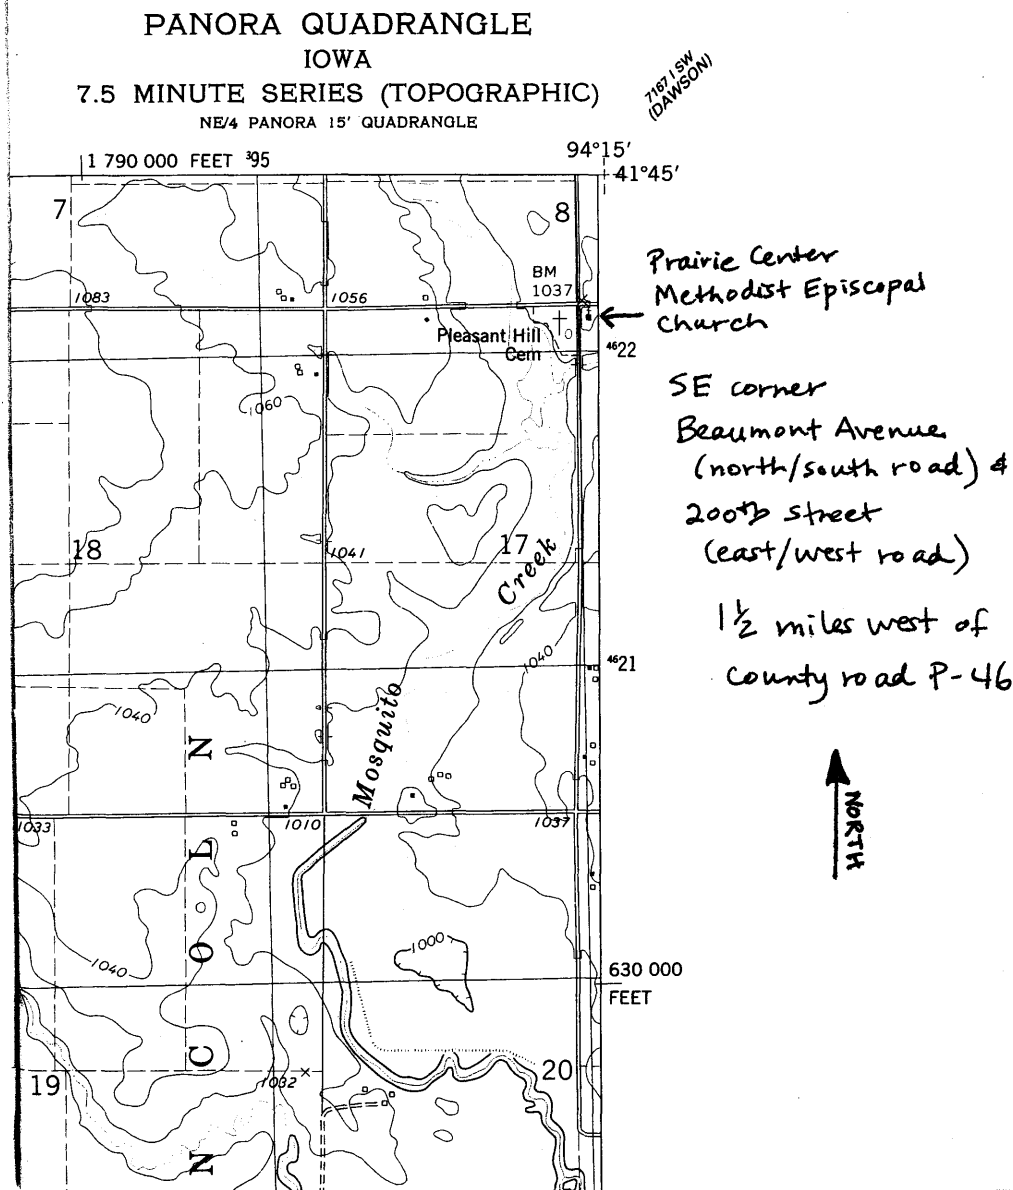 PANORA QUADRANGLE
IOWA
7.5 MINUTE SERIES (TOPOGRAPHIC)
NE/4 PANORA 15' QUADRANGLE
7167 I SW
(DAWSON)
1 790 000 FEET
³95
94°15'
41°45'
7
8
BM
1037
1083
1056
Prairie Center
Methodist Episcopal
Church
Pleasant Hill
Cem
⁴⁶22
1060
SE corner
Beaumont Avenue
(north/south road) &
200th street
(east/west road)
1½ miles west of
county road P-46
18
1041
17
Creek
1040
⁴⁶21
1040
Mosquito
N
NORTH
1033
1010
1037
L
O
1040
1000
630 000
FEET
C
1032
19
20
N